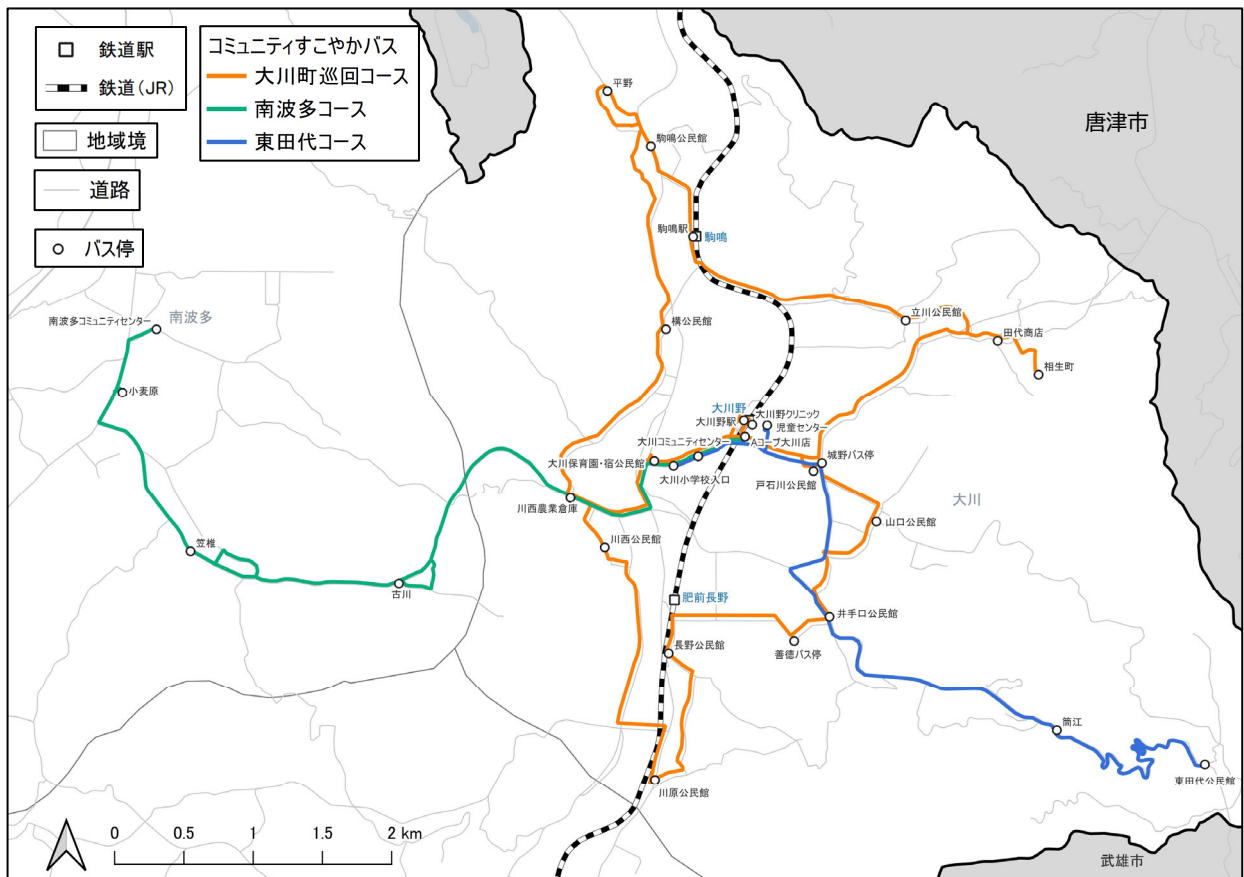 鉄道駅
鉄道(JR)
地域境
道路
バス停
コミュニティすこやかバス
大川町巡回コース
南波多コース
東田代コース
平野
唐津市
駒鳴公民館
駒鳴駅
駒鳴
南波多コミュニティセンター
南波多
横公民館
立川公民館
田代商店
相生町
小麦原
大川野
大川野クリニック
大川野駅
児童センター
大川コミュニティセンター
Aコープ大川店
大川保育園・宿公民館
城野バス停
大川小学校入口
戸石川公民館
川西農業倉庫
大川
山口公民館
川西公民館
笠椎
古川
肥前長野
井手口公民館
善徳バス停
長野公民館
筒江
東田代公民館
川原公民館
0
0.5
1
1.5
2 km
武雄市